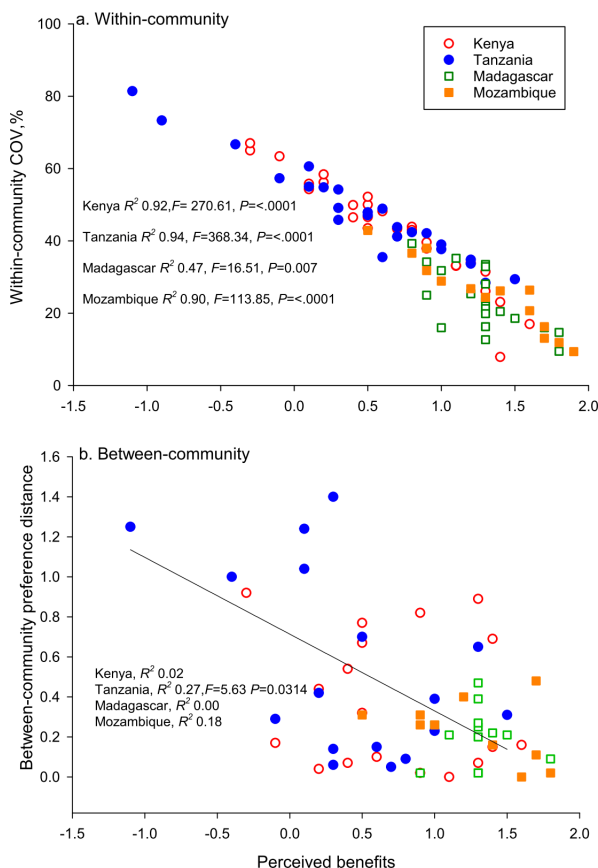 a. Within-community
Kenya
Tanzania
Madagascar
Mozambique
Within-community COV,%
100
80
60
40
20
0
Kenya R² 0.92,F= 270.61, P=<.0001
Tanzania R² 0.94,F=368.34, P=<.0001
Madagascar R² 0.47, F=16.51, P=0.007
Mozambique R² 0.90, F=113.85, P=<.0001
-1.5 -1.0 -0.5 0.0 0.5 1.0 1.5 2.0
b. Between-community
Between-community preference distance
1.6
1.4
1.2
1.0
0.8
0.6
0.4
0.2
0.0
Kenya, R² 0.02
Tanzania, R² 0.27,F=5.63 P=0.0314
Madagascar, R² 0.00
Mozambique, R² 0.18
-1.5 -1.0 -0.5 0.0 0.5 1.0 1.5 2.0
Perceived benefits